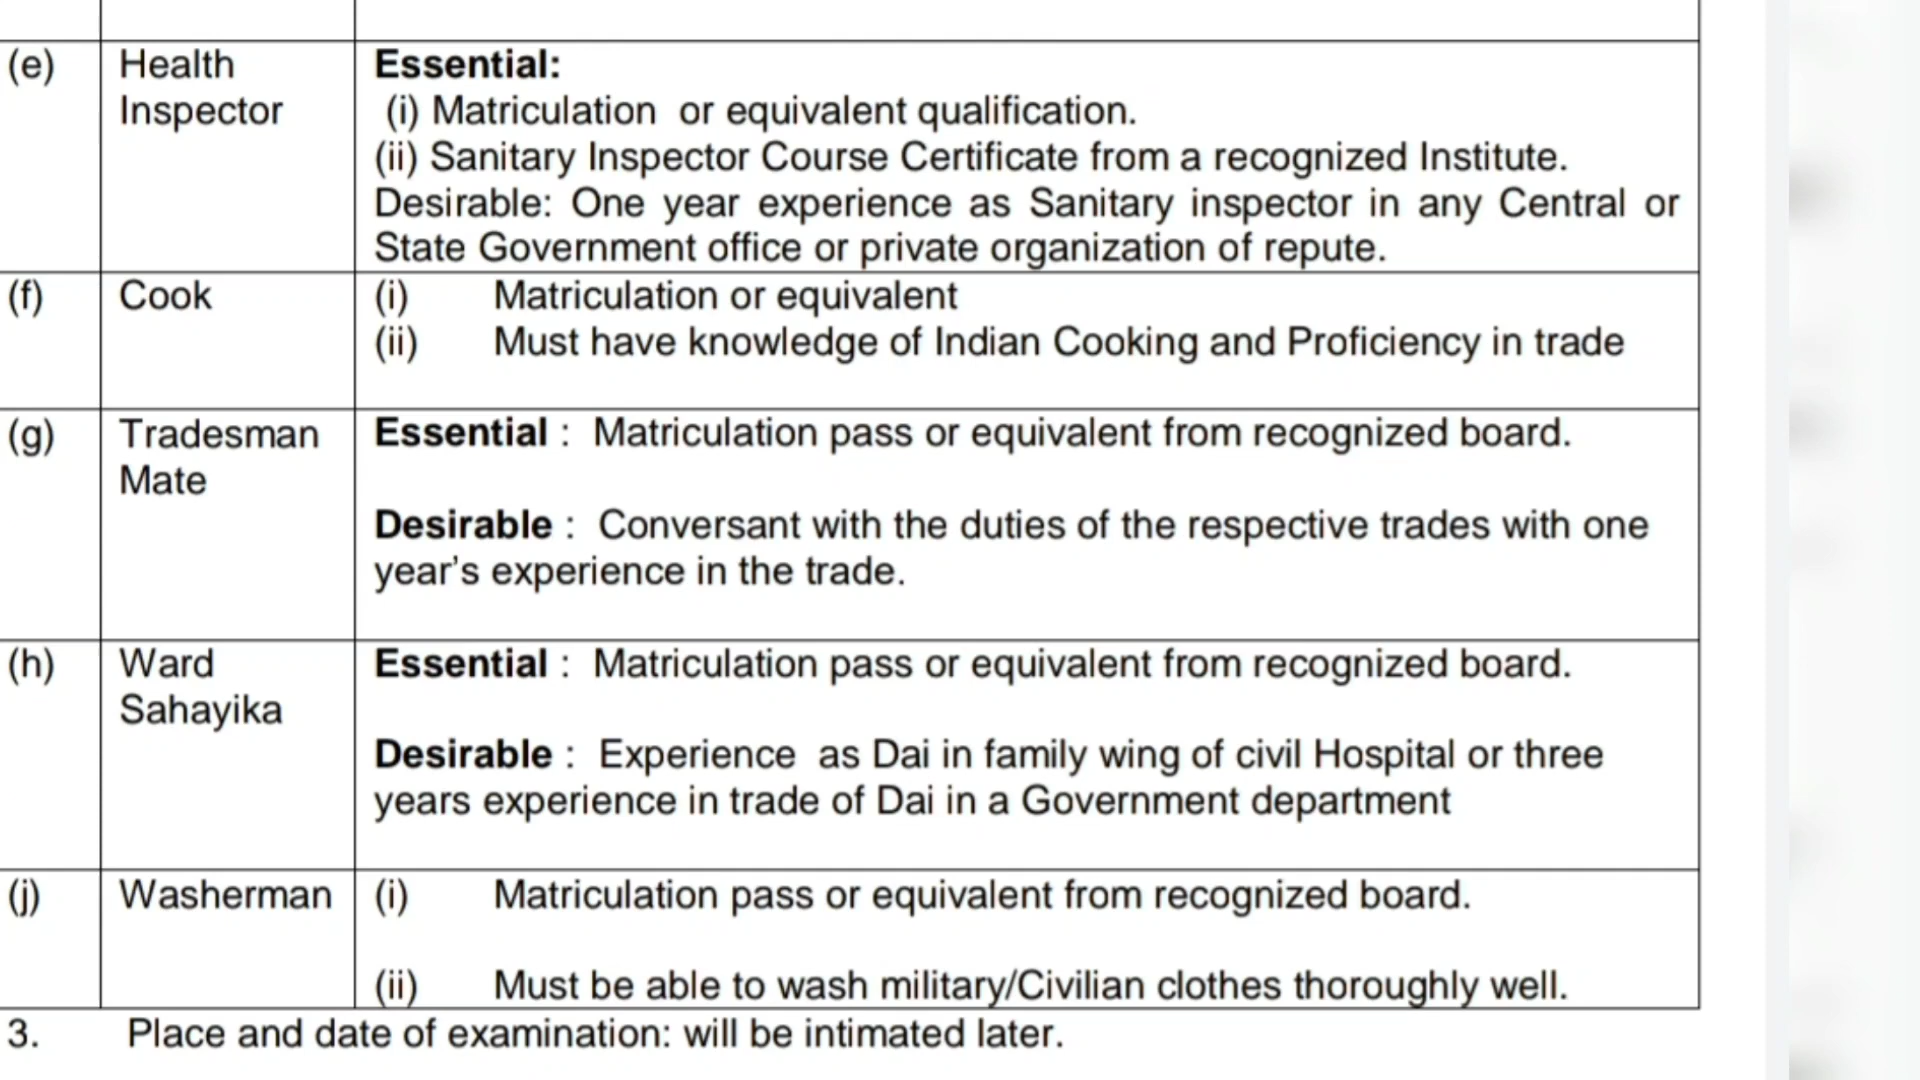 (e) Health Essential:
Inspector (i) Matriculation or equivalent qualification.
(ii) Sanitary Inspector Course Certificate from a recognized Institute.
Desirable: One year experience as Sanitary inspector in any Central or
State Government office or private organization of repute.
(f) Cook (i) Matriculation or equivalent
(ii) Must have knowledge of Indian Cooking and Proficiency in trade
(g) Tradesman Essential : Matriculation pass or equivalent from recognized board.
Mate
Desirable : Conversant with the duties of the respective trades with one
year's experience in the trade.
(h) Ward Essential : Matriculation pass or equivalent from recognized board.
Sahayika
Desirable : Experience as Dai in family wing of civil Hospital or three
years experience in trade of Dai in a Government department
(j) Washerman (i) Matriculation pass or equivalent from recognized board.
(ii) Must be able to wash military/Civilian clothes thoroughly well.
3. Place and date of examination: will be intimated later.